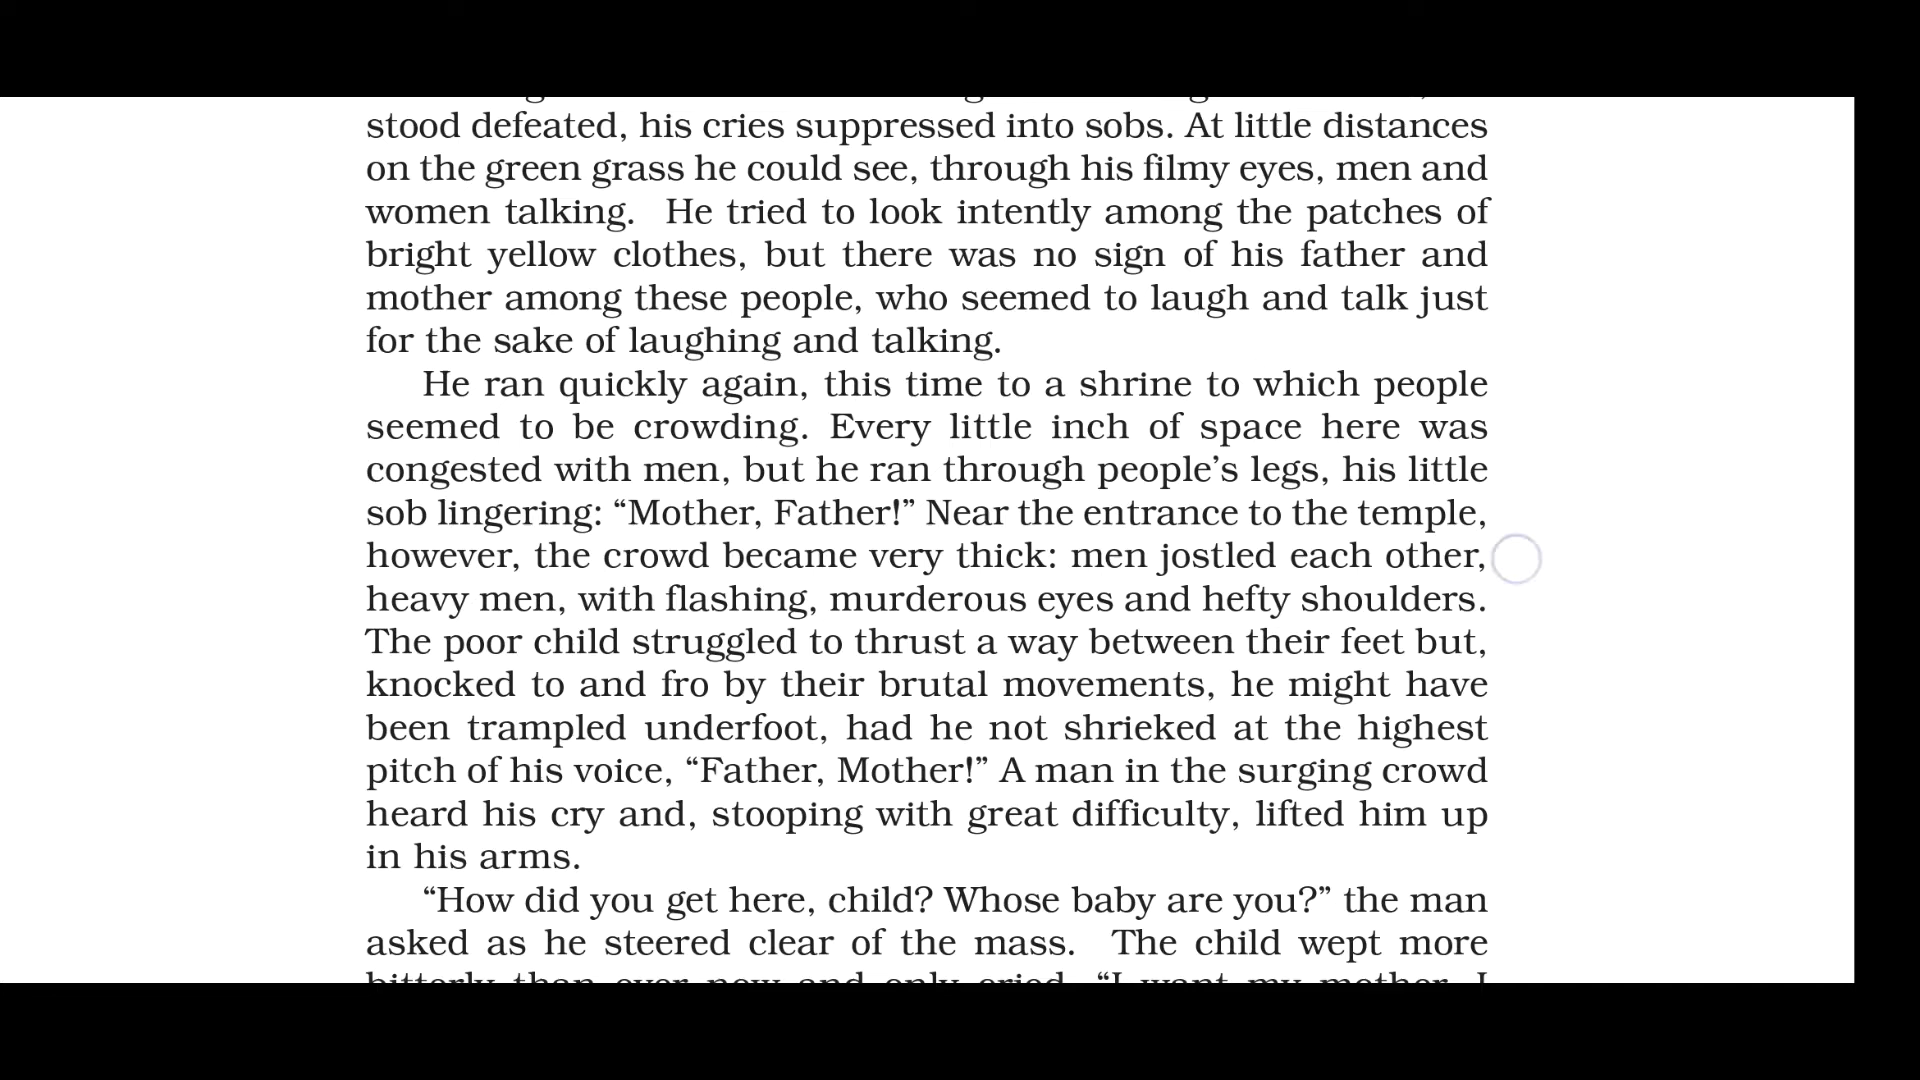 stood defeated, his cries suppressed into sobs. At little distances
on the green grass he could see, through his filmy eyes, men and
women talking.  He tried to look intently among the patches of
bright yellow clothes, but there was no sign of his father and
mother among these people, who seemed to laugh and talk just
for the sake of laughing and talking.
He ran quickly again, this time to a shrine to which people
seemed to be crowding. Every little inch of space here was
congested with men, but he ran through people’s legs, his little
sob lingering: “Mother, Father!” Near the entrance to the temple,
however, the crowd became very thick: men jostled each other,
heavy men, with flashing, murderous eyes and hefty shoulders.
The poor child struggled to thrust a way between their feet but,
knocked to and fro by their brutal movements, he might have
been trampled underfoot, had he not shrieked at the highest
pitch of his voice, “Father, Mother!” A man in the surging crowd
heard his cry and, stooping with great difficulty, lifted him up
in his arms.
“How did you get here, child? Whose baby are you?” the man
asked as he steered clear of the mass.  The child wept more
bitterly than ever now and only cried, “I want my mother, I